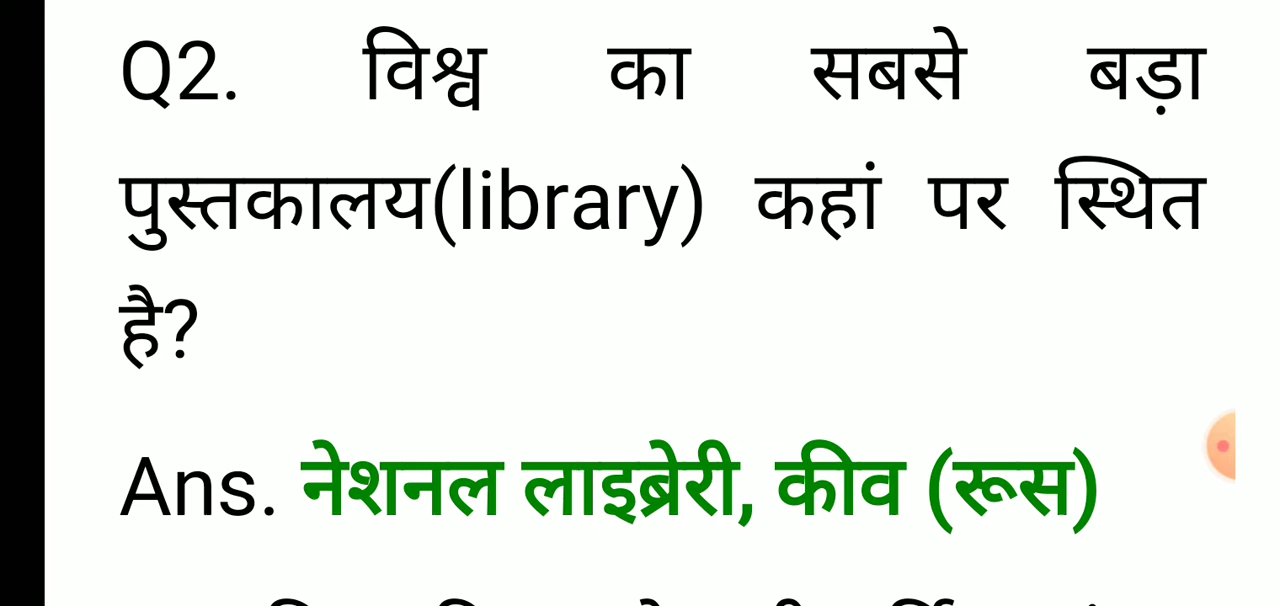 Q2. विश्व का सबसे बड़ा
पुस्तकालय(library) कहां पर स्थित
है?
Ans. नेशनल लाइब्रेरी, कीव (रूस)